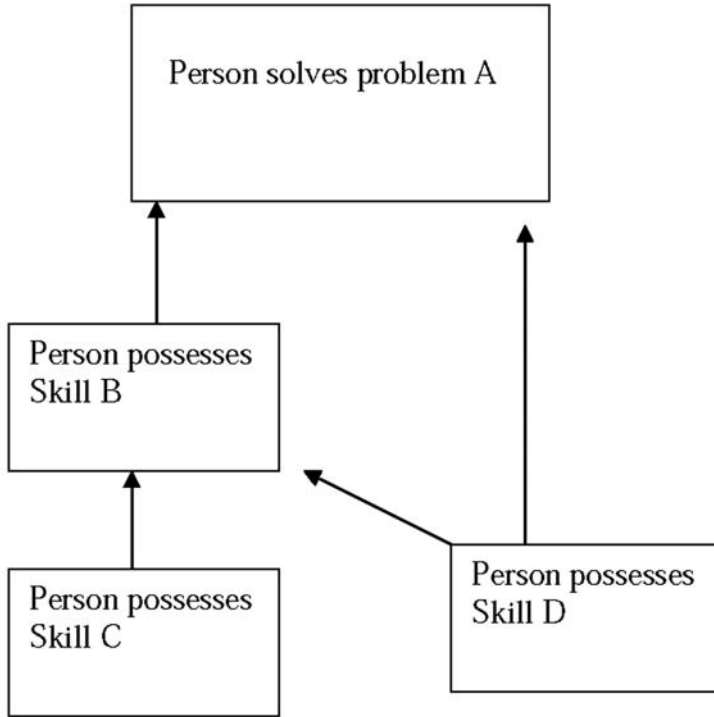 Person solves problem A
Person possesses
Skill B
Person possesses
Skill C
Person possesses
Skill D